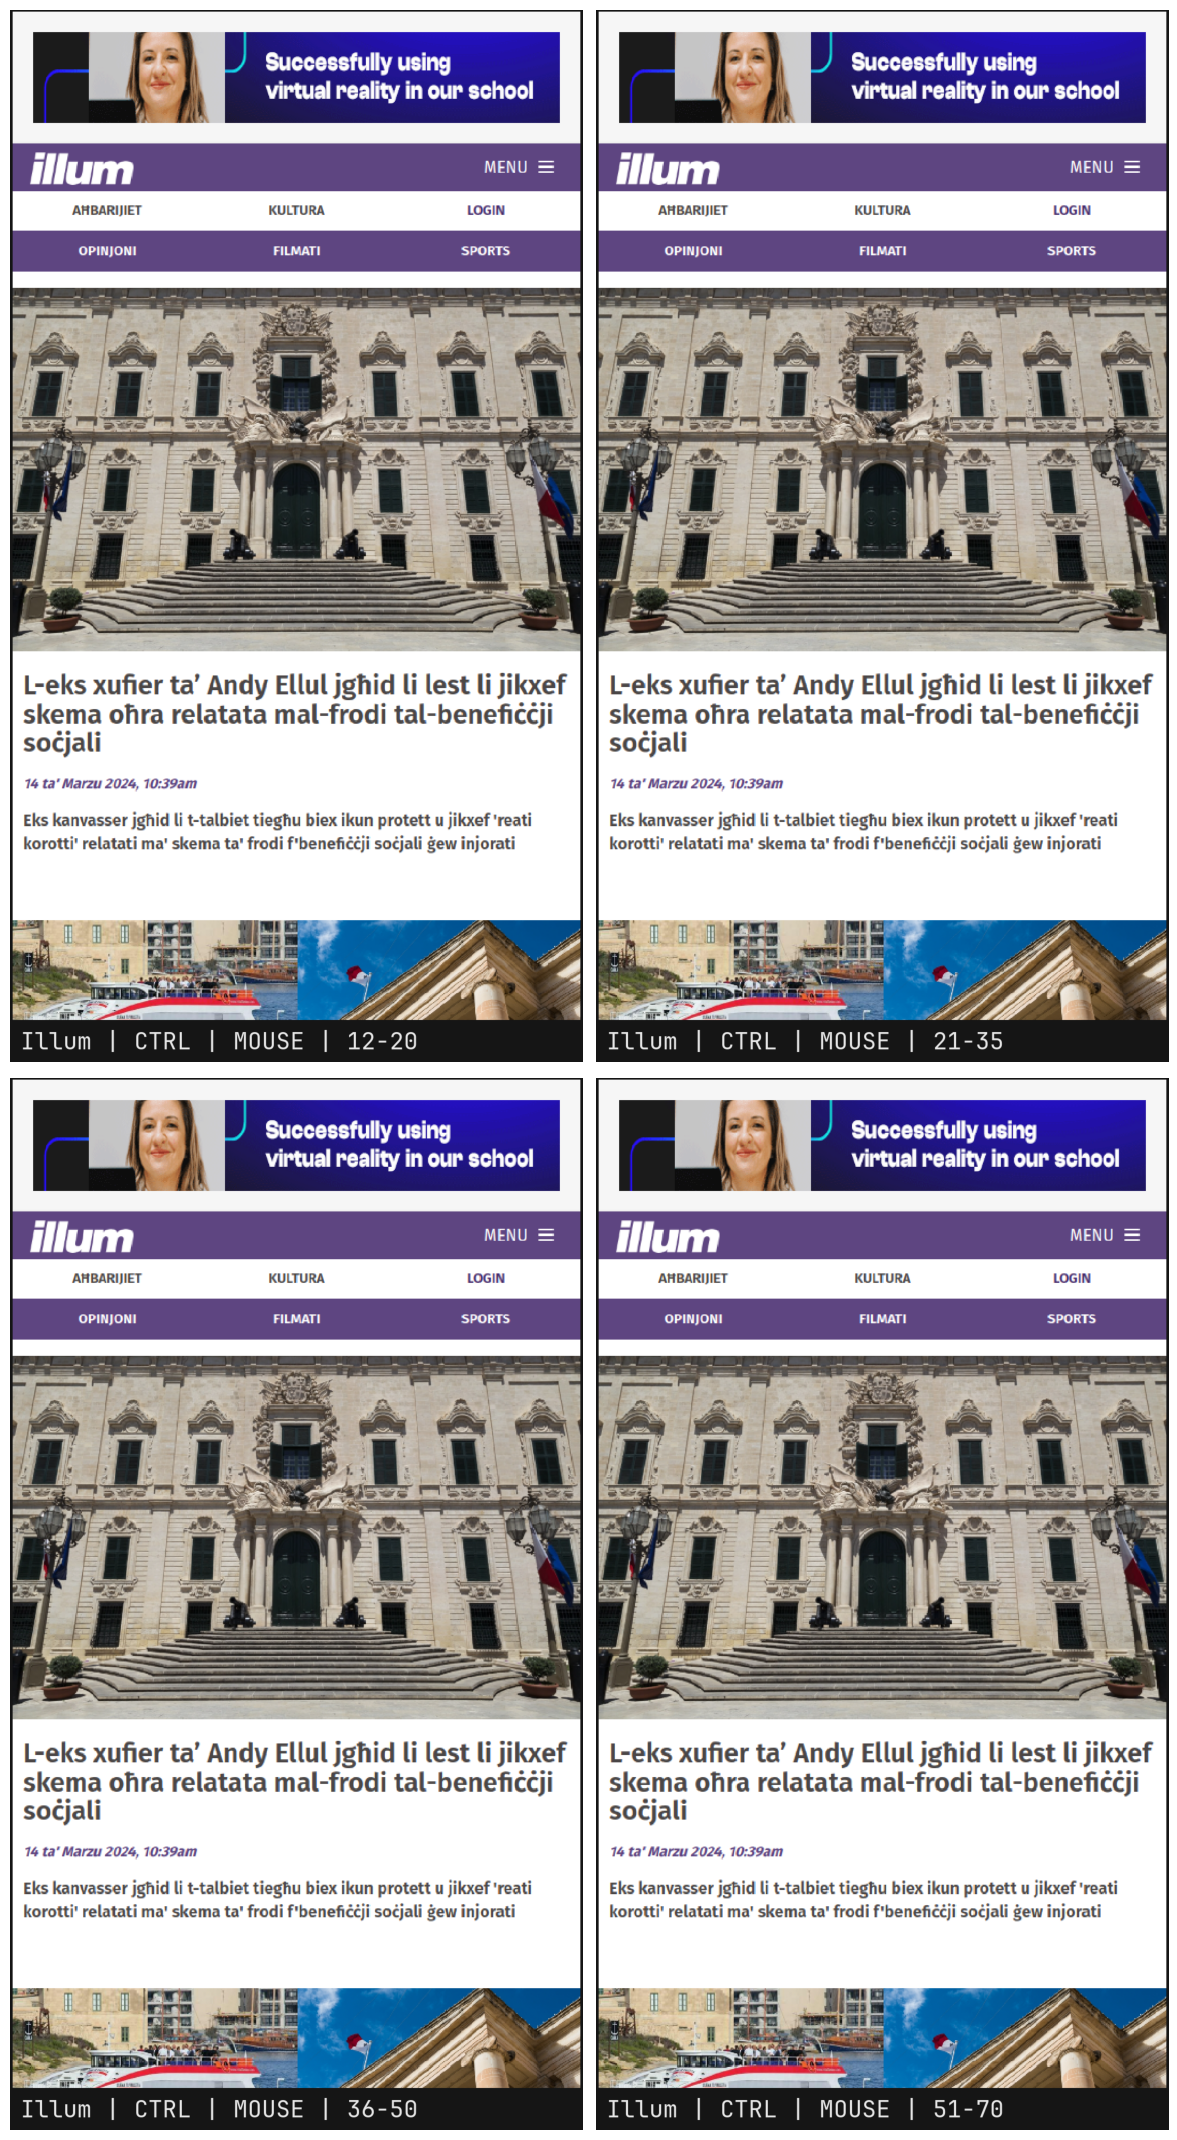 Successfully using
virtual reality in our school
illum
MENU
AĦBARIJIET KULTURA LOGIN
OPINJONI FILMATI SPORTS
L-eks xufier ta’ Andy Ellul jgħid li lest li jikxef
skema oħra relatata mal-frodi tal-benefiċċji
soċjali
14 ta' Marzu 2024, 10:39am
Eks kanvasser jgħid li t-talbiet tiegħu biex ikun protett u jikxef 'reati
korotti' relatati ma' skema ta' frodi f'benefiċċji soċjali ġew injorati
Illum | CTRL | MOUSE | 12-20
Successfully using
virtual reality in our school
illum
MENU
AĦBARIJIET KULTURA LOGIN
OPINJONI FILMATI SPORTS
L-eks xufier ta’ Andy Ellul jgħid li lest li jikxef
skema oħra relatata mal-frodi tal-benefiċċji
soċjali
14 ta' Marzu 2024, 10:39am
Eks kanvasser jgħid li t-talbiet tiegħu biex ikun protett u jikxef 'reati
korotti' relatati ma' skema ta' frodi f'benefiċċji soċjali ġew injorati
Illum | CTRL | MOUSE | 21-35
Successfully using
virtual reality in our school
illum
MENU
AĦBARIJIET KULTURA LOGIN
OPINJONI FILMATI SPORTS
L-eks xufier ta’ Andy Ellul jgħid li lest li jikxef
skema oħra relatata mal-frodi tal-benefiċċji
soċjali
14 ta' Marzu 2024, 10:39am
Eks kanvasser jgħid li t-talbiet tiegħu biex ikun protett u jikxef 'reati
korotti' relatati ma' skema ta' frodi f'benefiċċji soċjali ġew injorati
Illum | CTRL | MOUSE | 36-50
Successfully using
virtual reality in our school
illum
MENU
AĦBARIJIET KULTURA LOGIN
OPINJONI FILMATI SPORTS
L-eks xufier ta’ Andy Ellul jgħid li lest li jikxef
skema oħra relatata mal-frodi tal-benefiċċji
soċjali
14 ta' Marzu 2024, 10:39am
Eks kanvasser jgħid li t-talbiet tiegħu biex ikun protett u jikxef 'reati
korotti' relatati ma' skema ta' frodi f'benefiċċji soċjali ġew injorati
Illum | CTRL | MOUSE | 51-70